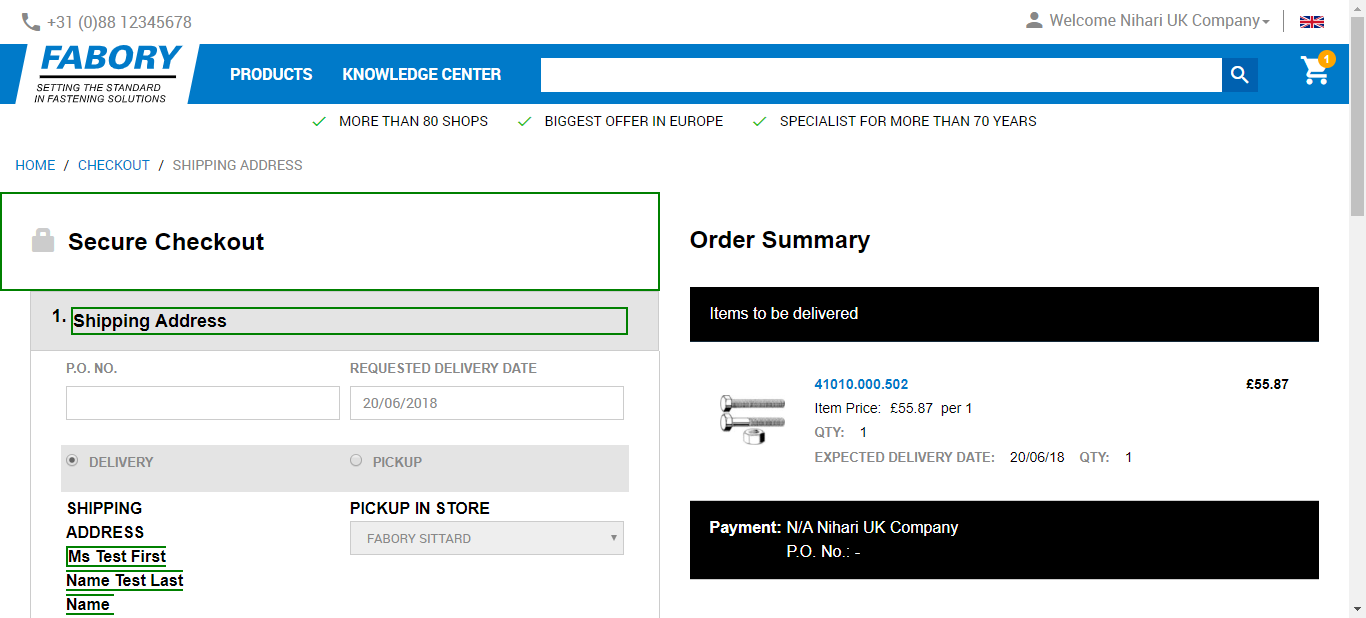 +31 (0)88 12345678
Welcome Nihari UK Company
FABORY
SETTING THE STANDARD
IN FASTENING SOLUTIONS
PRODUCTS KNOWLEDGE CENTER
1
MORE THAN 80 SHOPS BIGGEST OFFER IN EUROPE SPECIALIST FOR MORE THAN 70 YEARS
HOME / CHECKOUT / SHIPPING ADDRESS
Secure Checkout
1. Shipping Address
P.O. NO. REQUESTED DELIVERY DATE
20/06/2018
DELIVERY PICKUP
SHIPPING
ADDRESS
Ms Test First
Name Test Last
Name
PICKUP IN STORE
FABORY SITTARD
Order Summary
Items to be delivered
41010.000.502 £55.87
Item Price: £55.87 per 1
QTY: 1
EXPECTED DELIVERY DATE: 20/06/18 QTY: 1
Payment: N/A Nihari UK Company
P.O. No.: -